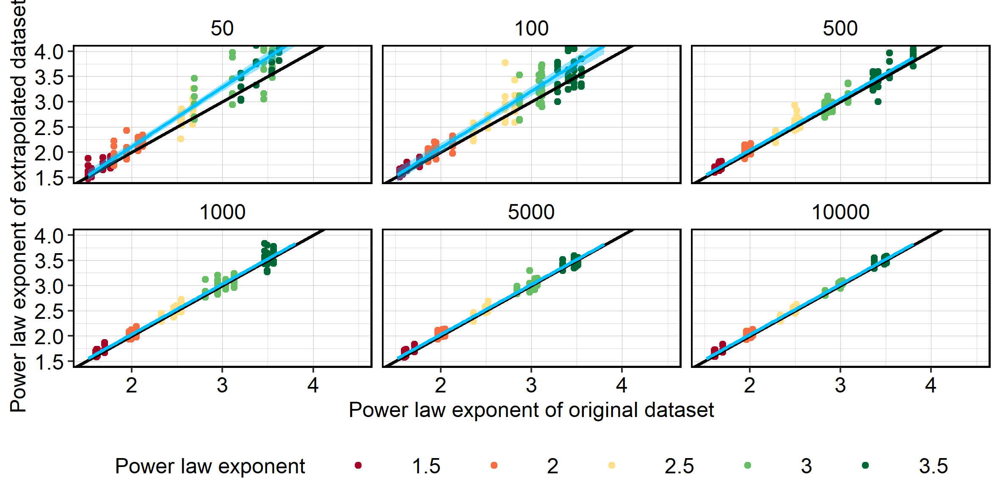 Power law exponent of extrapolated dataset
50 100 500
4.0
3.5
3.0
2.5
2.0
1.5
1000 5000 10000
4.0
3.5
3.0
2.5
2.0
1.5
2 3 4 2 3 4 2 3 4
Power law exponent of original dataset
Power law exponent 1.5 2 2.5 3 3.5